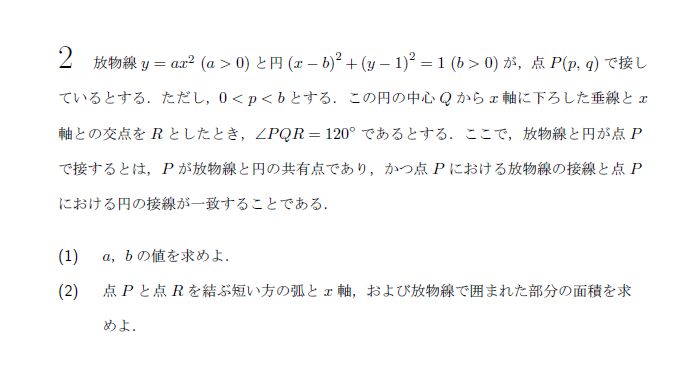 2 放物線 y = ax² (a > 0) と円 (x − b)² + (y − 1)² = 1 (b > 0) が，点 P(p, q) で接し
ているとする．ただし，0 < p < b とする．この円の中心 Q から x 軸に下ろした垂線と x
軸との交点を R としたとき，∠PQR = 120° であるとする．ここで，放物線と円が点 P
で接するとは，P が放物線と円の共有点であり，かつ点 P における放物線の接線と点 P
における円の接線が一致することである．
(1) a，b の値を求めよ．
(2) 点 P と点 R を結ぶ短い方の弧と x 軸，および放物線で囲まれた部分の面積を求
めよ．